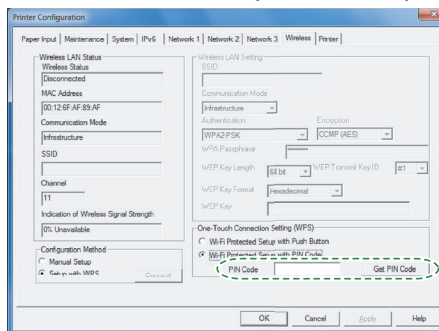 Printer Configuration
Paper Input Maintenance System IPv6 Network 1 Network 2 Network 3 Wireless Printer
Wireless LAN Status
Wireless Status
Disconnected
MAC Address
00:12:6F:AF:89:AF
Communication Mode
Infrastructure
SSID
Channel
11
Indication of Wireless Signal Strength
0% Unavailable
Configuration Method
Manual Setup
Setup with WPS
Connect
Wireless LAN Setting
SSID
Communication Mode
Infrastructure
Authentication Encryption
WPA2-PSK CCMP (AES)
WPA Passphrase
WEP Key Length 64 bit WEP Transmit Key ID #1
WEP Key Format Hexadecimal
WEP Key
One-Touch Connection Setting (WPS)
Wi-Fi Protected Setup with Push Button
Wi-Fi Protected Setup with PIN Code
PIN Code Get PIN Code
OK Cancel Apply Help